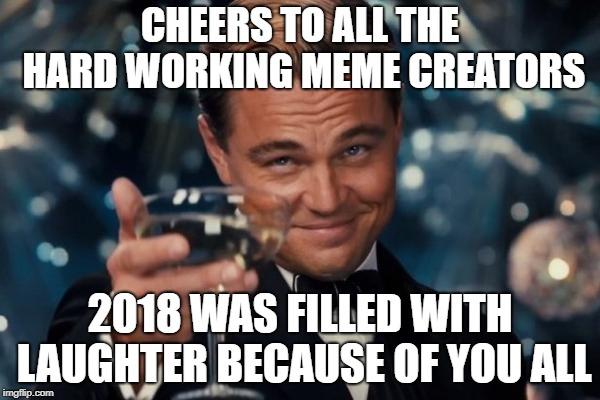 CHEERS TO ALL THE
HARD WORKING MEME CREATORS
2018 WAS FILLED WITH
LAUGHTER BECAUSE OF YOU ALL
imgflip.com